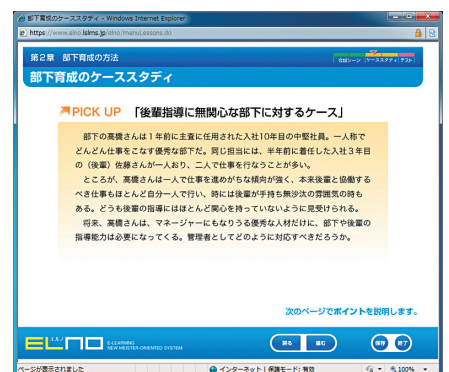 部下育成のケーススタディ - Windows Internet Explorer
https://www.elno.lslms.jp/elno/menuLessons.do
第2章 部下育成の方法
会話シーン ケーススタディ テスト
部下育成のケーススタディ
PICK UP 「後輩指導に無関心な部下に対するケース」
部下の高橋さんは1年前に主査に任用された入社10年目の中堅社員。一人称で
どんどん仕事をこなす優秀な部下です。同じ担当には、半年前に着任した入社3年目
の（後輩）佐藤さんが一人おり、二人で仕事を行なうことが多い。
ところが、高橋さんは一人で仕事を進めがちな傾向が強く、本来後輩と協働する
べき仕事もほとんど自分一人で行い、時には後輩が手持ち無沙汰の雰囲気の時も
ある。どうも後輩の指導にはほとんど関心を持っていないように見受けられる。
将来、高橋さんは、マネージャーにもなりうる優秀な人材だけに、部下や後輩の
指導能力は必要になってくる。管理者としてどのように対応すべきだろうか。
次のページでポイントを説明します。
エルノ
ELNO
E-LEARNING
NEW MEISTER-ORIENTED SYSTEM
戻る 進む 保存 終了
ページが表示されました
インターネット | 保護モード: 有効
100%